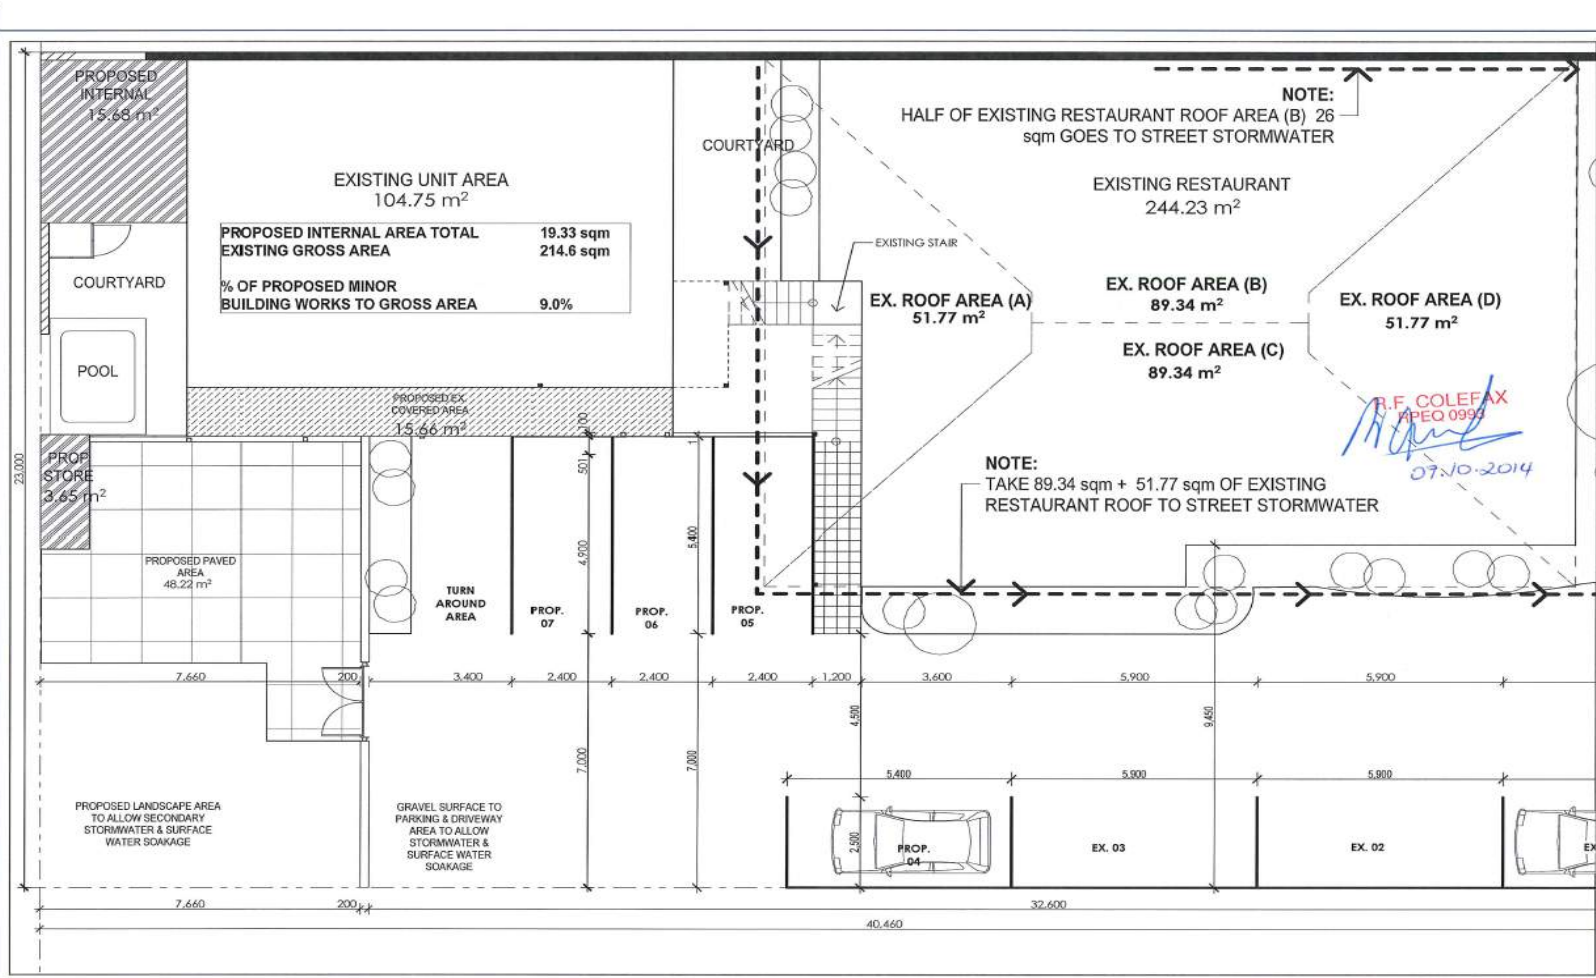 PROPOSED
INTERNAL
15.68 m²
EXISTING UNIT AREA
104.75 m²
PROPOSED INTERNAL AREA TOTAL 19.33 sqm
EXISTING GROSS AREA 214.6 sqm
% OF PROPOSED MINOR
BUILDING WORKS TO GROSS AREA 9.0%
COURTYARD
NOTE:
HALF OF EXISTING RESTAURANT ROOF AREA (B) 26
sqm GOES TO STREET STORMWATER
EXISTING RESTAURANT
244.23 m²
EXISTING STAIR
EX. ROOF AREA (A)
51.77 m²
EX. ROOF AREA (B)
89.34 m²
EX. ROOF AREA (C)
89.34 m²
EX. ROOF AREA (D)
51.77 m²
COURTYARD
POOL
PROPOSED EX.
COVERED AREA
15.66 m²
R.F. COLEFAX
RPEQ 0993
09.10.2014
NOTE:
TAKE 89.34 sqm + 51.77 sqm OF EXISTING
RESTAURANT ROOF TO STREET STORMWATER
23,000
PROP
STORE
3.65 m²
100
501
1
4,900
5,400
PROPOSED PAVED
AREA
48.22 m²
TURN
AROUND
AREA
PROP.
07
PROP.
06
PROP.
05
7,660
200
3,400
2,400
2,400
2,400
1,200
3,600
5,900
5,900
4,500
9,450
7,000
7,000
5,400
5,900
5,900
PROPOSED LANDSCAPE AREA
TO ALLOW SECONDARY
STORMWATER & SURFACE
WATER SOAKAGE
GRAVEL SURFACE TO
PARKING & DRIVEWAY
AREA TO ALLOW
STORMWATER &
SURFACE WATER
SOAKAGE
2,500
PROP.
04
EX. 03
EX. 02
EX
7,660
200
32,600
40,460